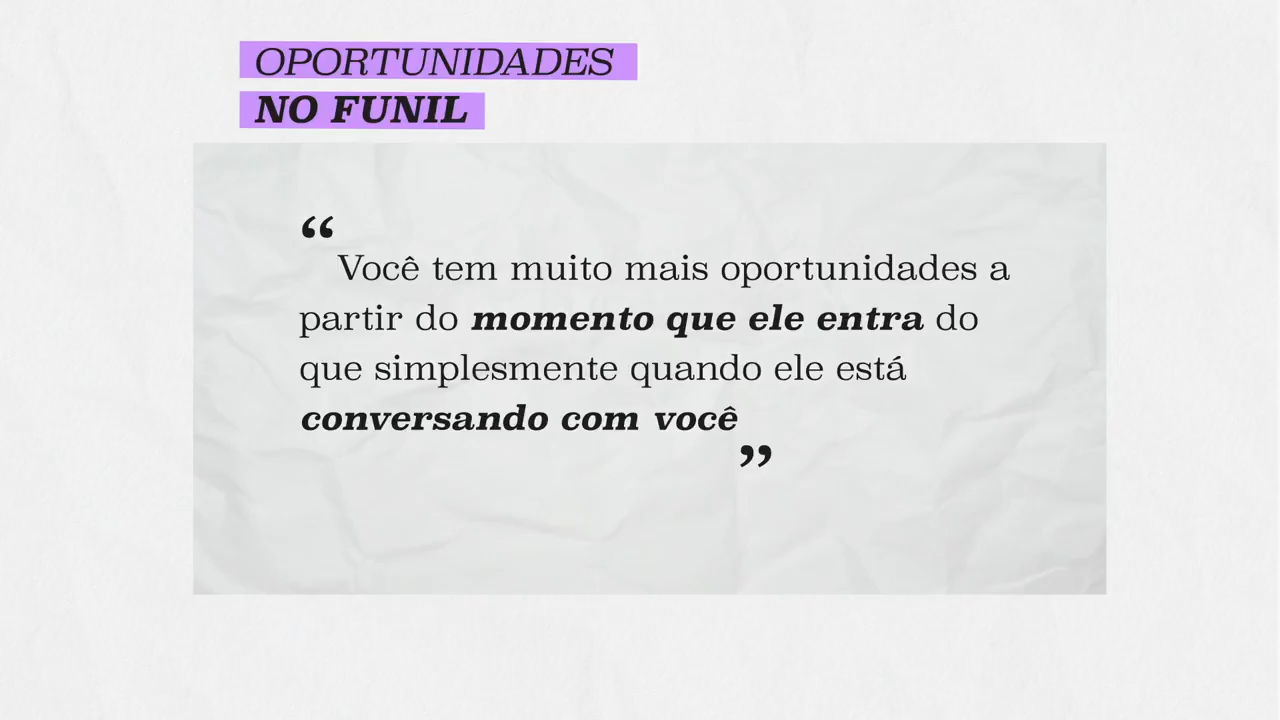 OPORTUNIDADES
NO FUNIL
“Você tem muito mais oportunidades a
partir do momento que ele entra do
que simplesmente quando ele está
conversando com você”